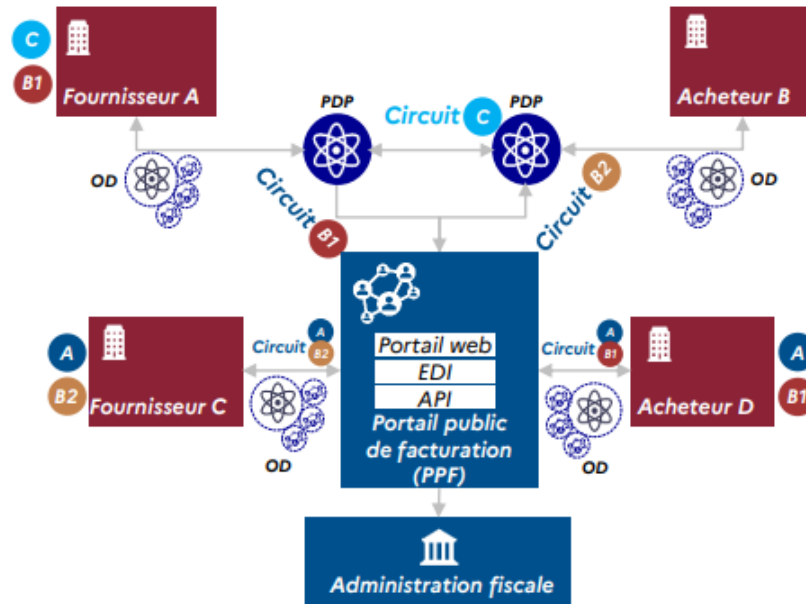 C
B1
Fournisseur A
OD
PDP
Circuit C
PDP
Acheteur B
OD
Circuit B1
Circuit B2
A
B2
Fournisseur C
Circuit A B2
OD
Portail web
EDI
API
Portail public
de facturation
(PPF)
Circuit A B1
OD
Acheteur D
A
B1
Administration fiscale